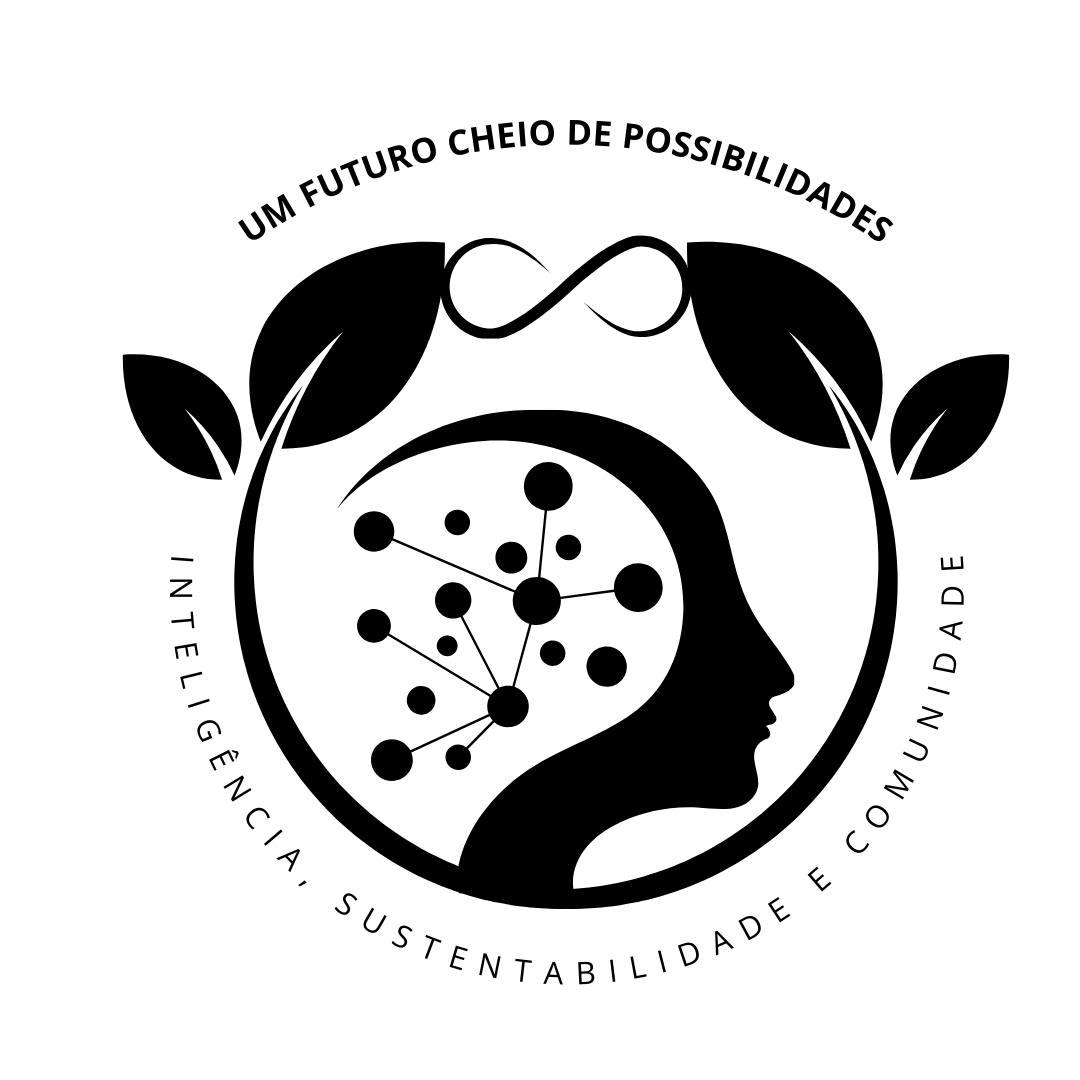 UM FUTURO CHEIO DE POSSIBILIDADES
INTELIGÊNCIA, SUSTENTABILIDADE E COMUNIDADE